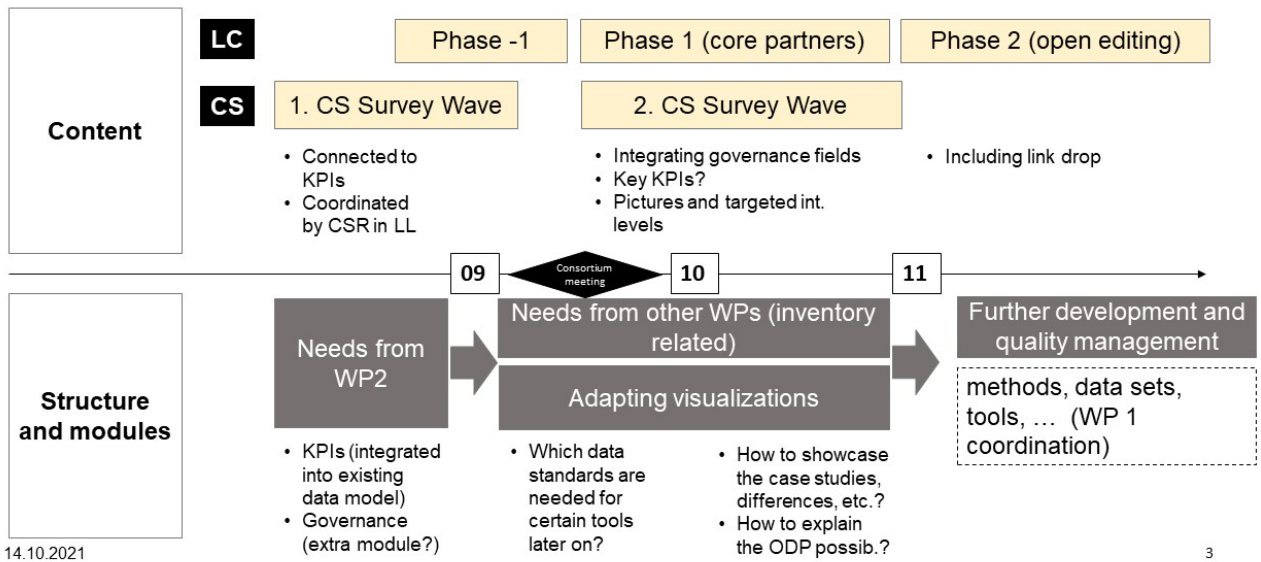 LC
Phase -1
Phase 1 (core partners)
Phase 2 (open editing)
CS
1. CS Survey Wave
2. CS Survey Wave
Content
• Connected to
KPIs
• Coordinated
by CSR in LL
• Integrating governance fields
• Key KPIs?
• Pictures and targeted int.
levels
• Including link drop
09
Consortium
meeting
10
11
Structure
and modules
Needs from
WP2
Needs from other WPs (inventory
related)
Adapting visualizations
Further development and
quality management
methods, data sets,
tools, … (WP 1
coordination)
• KPIs (integrated
into existing
data model)
• Governance
(extra module?)
• Which data
standards are
needed for
certain tools
later on?
• How to showcase
the case studies,
differences, etc.?
• How to explain
the ODP possib.?
14.10.2021
3